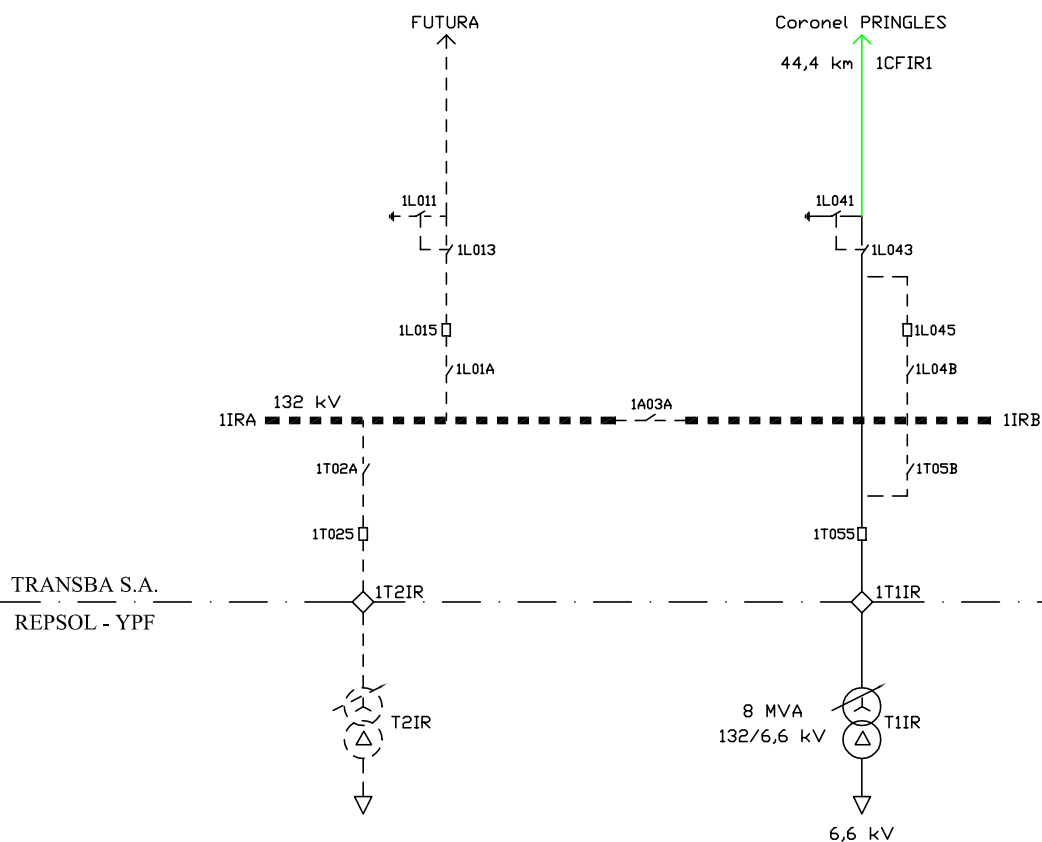 FUTURA
Coronel PRINGLES
44,4 km
1CFIR1
1L011
1L041
1L013
1L043
1L015
1L045
1L01A
1L04B
132 kV
1A03A
1IRA
1IRB
1T02A
1T05B
1T025
1T055
TRANSBA S.A.
1T2IR
1T1IR
REPSOL - YPF
8 MVA
T2IR
T1IR
132/6,6 kV
6,6 kV